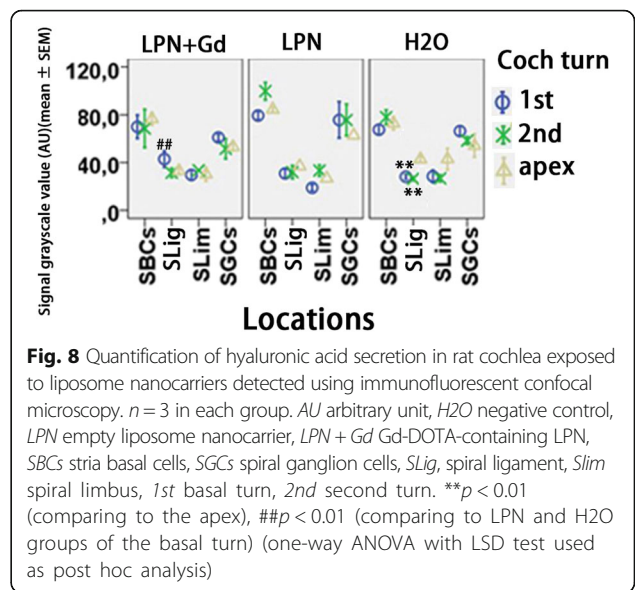 LPN+Gd LPN H2O
Coch turn
1st
2nd
apex
Signal grayscale value (AU)(mean ± SEM)
120,0
80,0
40,0
,0
##
**
**
SBCs SLig SLim SGCs SBCs SLig SLim SGCs SBCs SLig SLim SGCs
Locations
Fig. 8 Quantification of hyaluronic acid secretion in rat cochlea exposed
to liposome nanocarriers detected using immunofluorescent confocal
microscopy. n = 3 in each group. AU arbitrary unit, H2O negative control,
LPN empty liposome nanocarrier, LPN + Gd Gd-DOTA-containing LPN,
SBCs stria basal cells, SGCs spiral ganglion cells, SLig, spiral ligament, Slim
spiral limbus, 1st basal turn, 2nd second turn. **p < 0.01
(comparing to the apex), ##p < 0.01 (comparing to LPN and H2O
groups of the basal turn) (one-way ANOVA with LSD test used
as post hoc analysis)